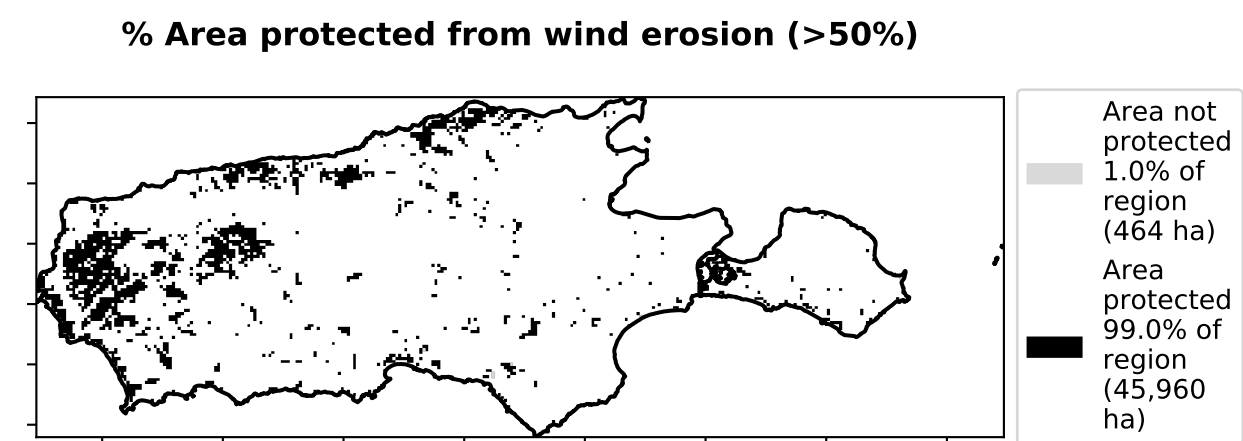 % Area protected from wind erosion (>50%)
Area not
protected
1.0% of
region
(464 ha)
Area
protected
99.0% of
region
(45,960
ha)